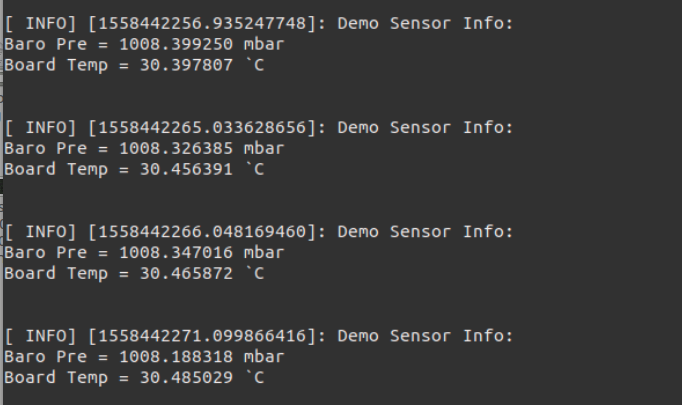 [ INFO] [1558442256.935247748]: Demo Sensor Info:
Baro Pre = 1008.399250 mbar
Board Temp = 30.397807 `C
[ INFO] [1558442265.033628656]: Demo Sensor Info:
Baro Pre = 1008.326385 mbar
Board Temp = 30.456391 `C
[ INFO] [1558442266.048169460]: Demo Sensor Info:
Baro Pre = 1008.347016 mbar
Board Temp = 30.465872 `C
[ INFO] [1558442271.099866416]: Demo Sensor Info:
Baro Pre = 1008.188318 mbar
Board Temp = 30.485029 `C